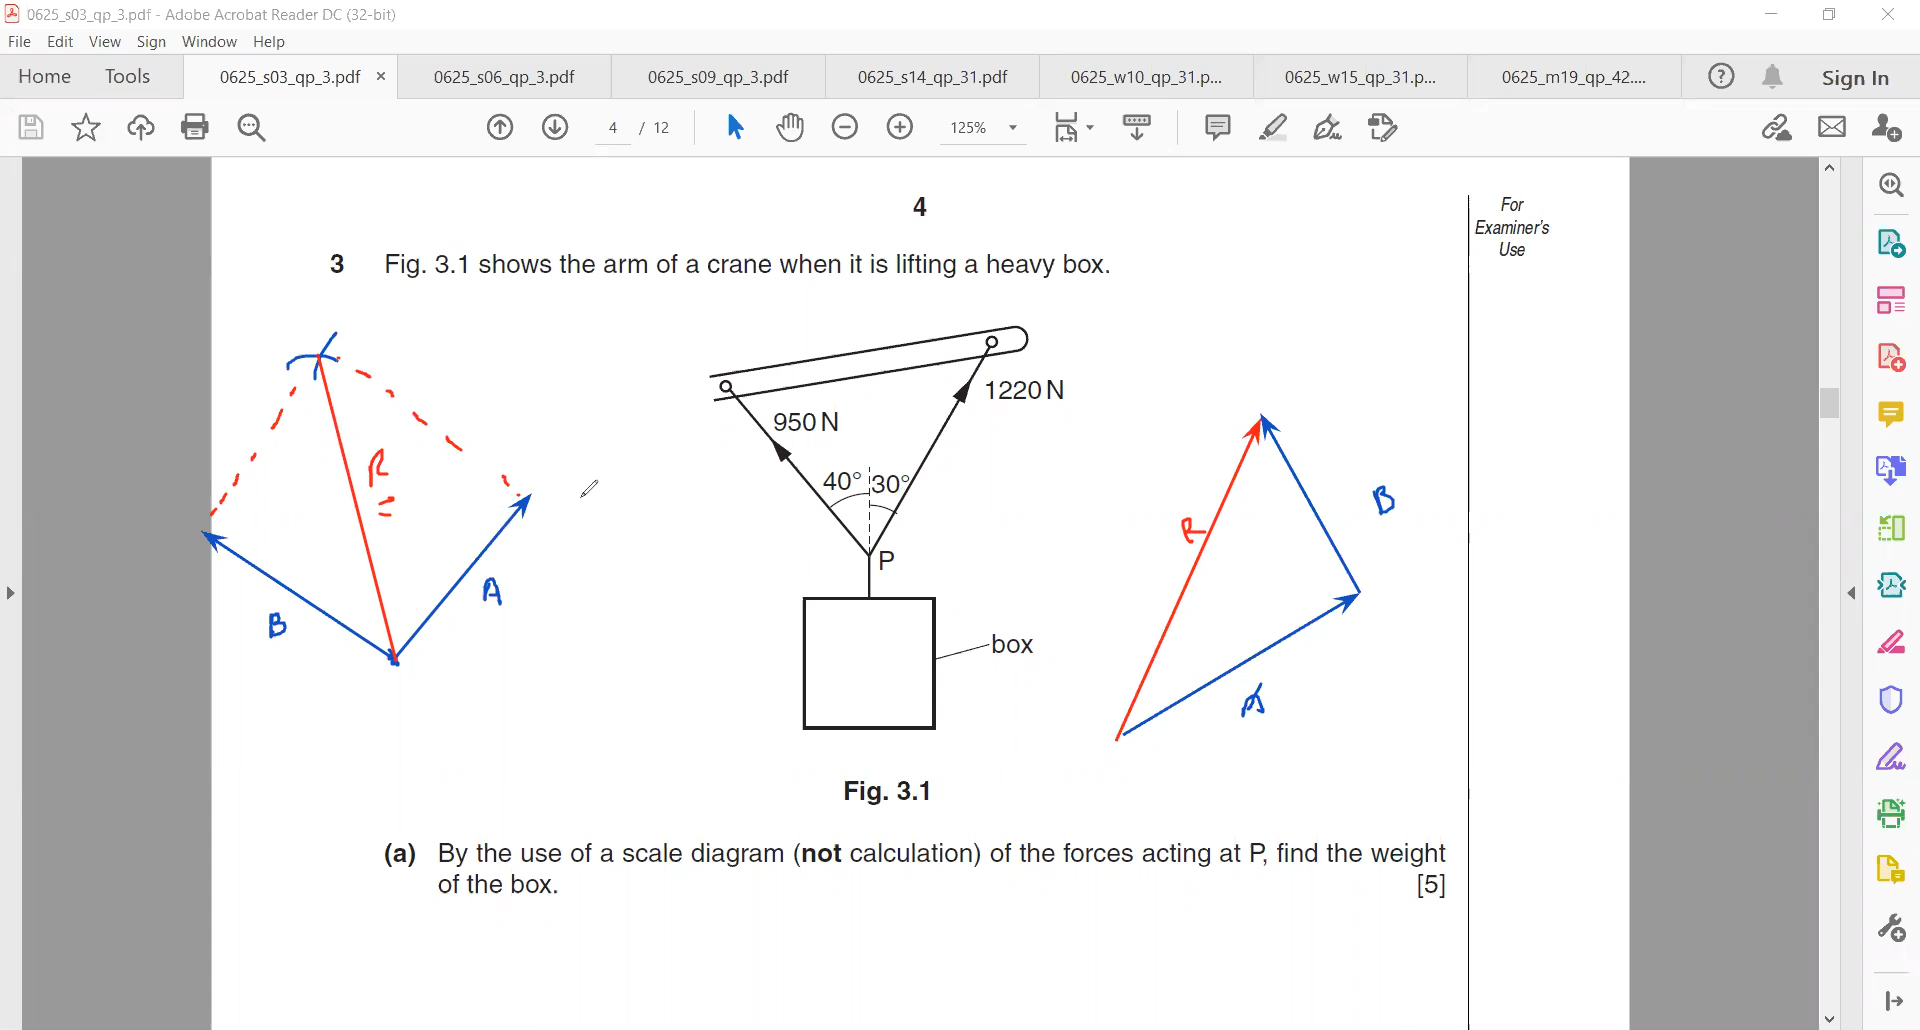 0625_s03_qp_3.pdf - Adobe Acrobat Reader DC (32-bit)
File Edit View Sign Window Help
Home Tools 0625_s03_qp_3.pdf × 0625_s06_qp_3.pdf 0625_s09_qp_3.pdf 0625_s14_qp_31.pdf 0625_w10_qp_31.p... 0625_w15_qp_31.p... 0625_m19_qp_42.... Sign In
4 / 12 125%
4
For
Examiner's
Use
3 Fig. 3.1 shows the arm of a crane when it is lifting a heavy box.
1220 N
950 N
40° 30°
P
box
R
B
A
R
B
A
Fig. 3.1
(a) By the use of a scale diagram (not calculation) of the forces acting at P, find the weight
of the box. [5]